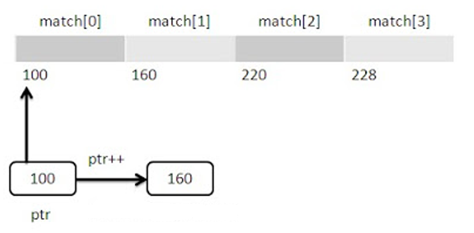 match[0] match[1] match[2] match[3]
100 160 220 228
ptr++
100 160
ptr